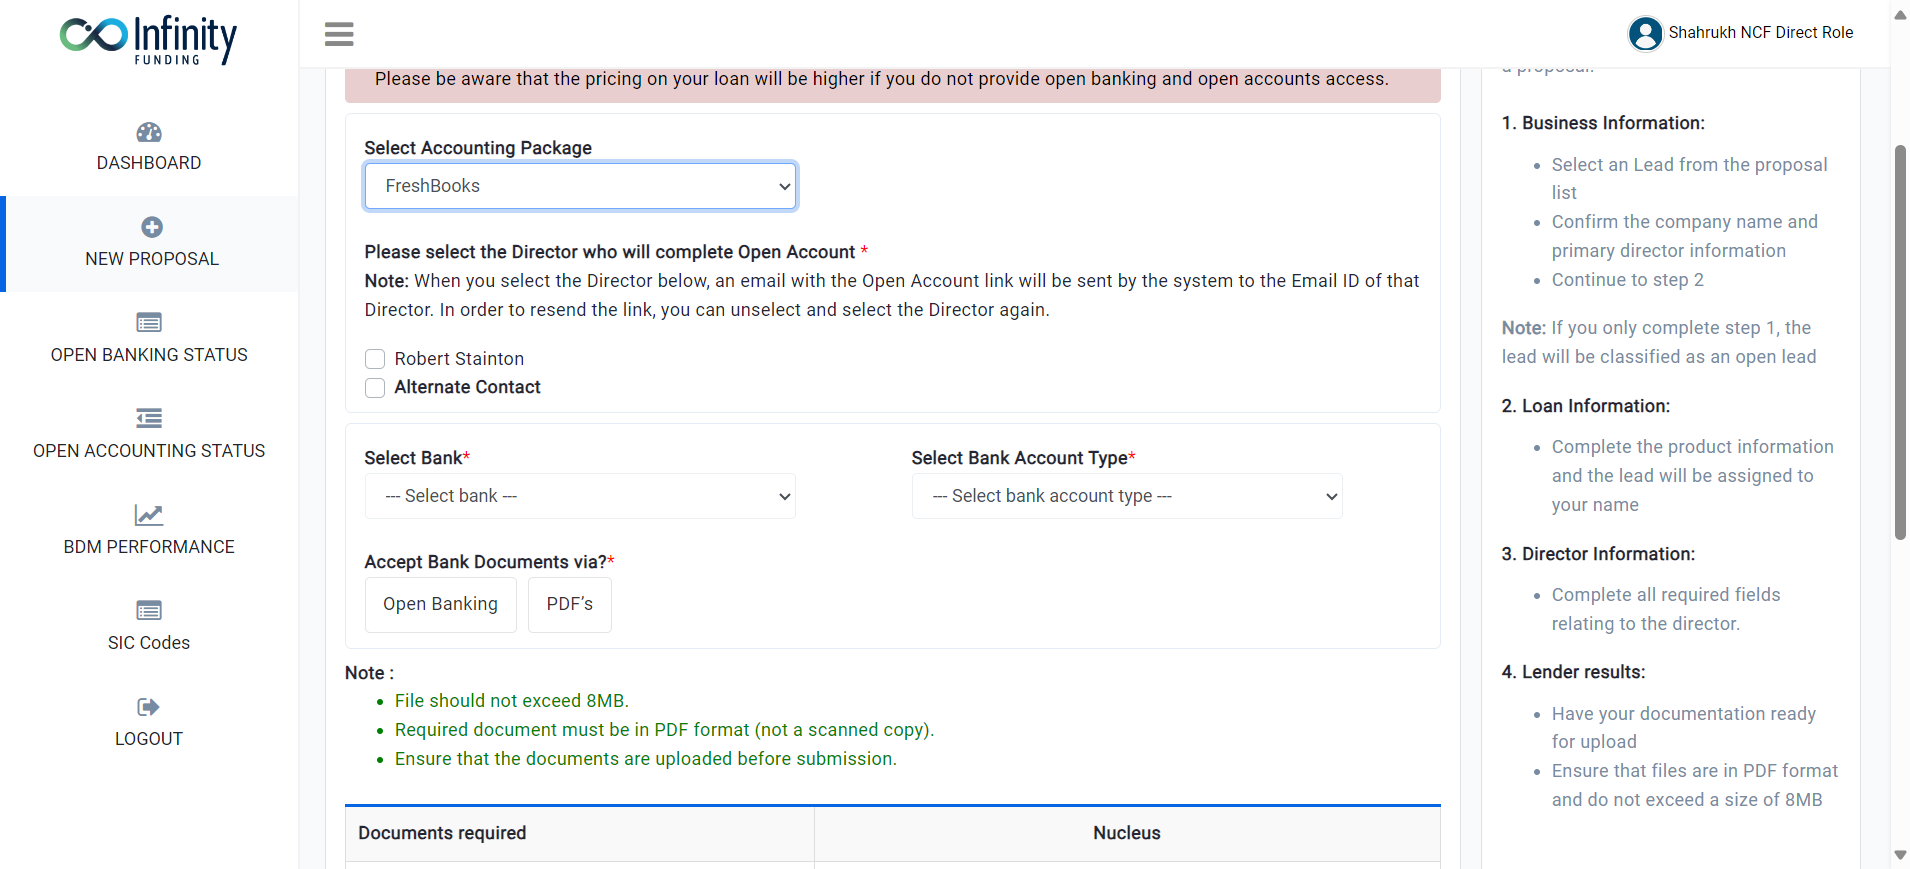 Infinity
FUNDING
DASHBOARD
NEW PROPOSAL
OPEN BANKING STATUS
OPEN ACCOUNTING STATUS
BDM PERFORMANCE
SIC Codes
LOGOUT
Shahrukh NCF Direct Role
Please be aware that the pricing on your loan will be higher if you do not provide open banking and open accounts access.
Select Accounting Package
FreshBooks
Please select the Director who will complete Open Account *
Note: When you select the Director below, an email with the Open Account link will be sent by the system to the Email ID of that
Director. In order to resend the link, you can unselect and select the Director again.
Robert Stainton
Alternate Contact
Select Bank*
--- Select bank ---
Select Bank Account Type*
--- Select bank account type ---
Accept Bank Documents via?*
Open Banking
PDF’s
Note :
File should not exceed 8MB.
Required document must be in PDF format (not a scanned copy).
Ensure that the documents are uploaded before submission.
Documents required
Nucleus
a proposal.
1. Business Information:
Select an Lead from the proposal
list
Confirm the company name and
primary director information
Continue to step 2
Note: If you only complete step 1, the
lead will be classified as an open lead
2. Loan Information:
Complete the product information
and the lead will be assigned to
your name
3. Director Information:
Complete all required fields
relating to the director.
4. Lender results:
Have your documentation ready
for upload
Ensure that files are in PDF format
and do not exceed a size of 8MB